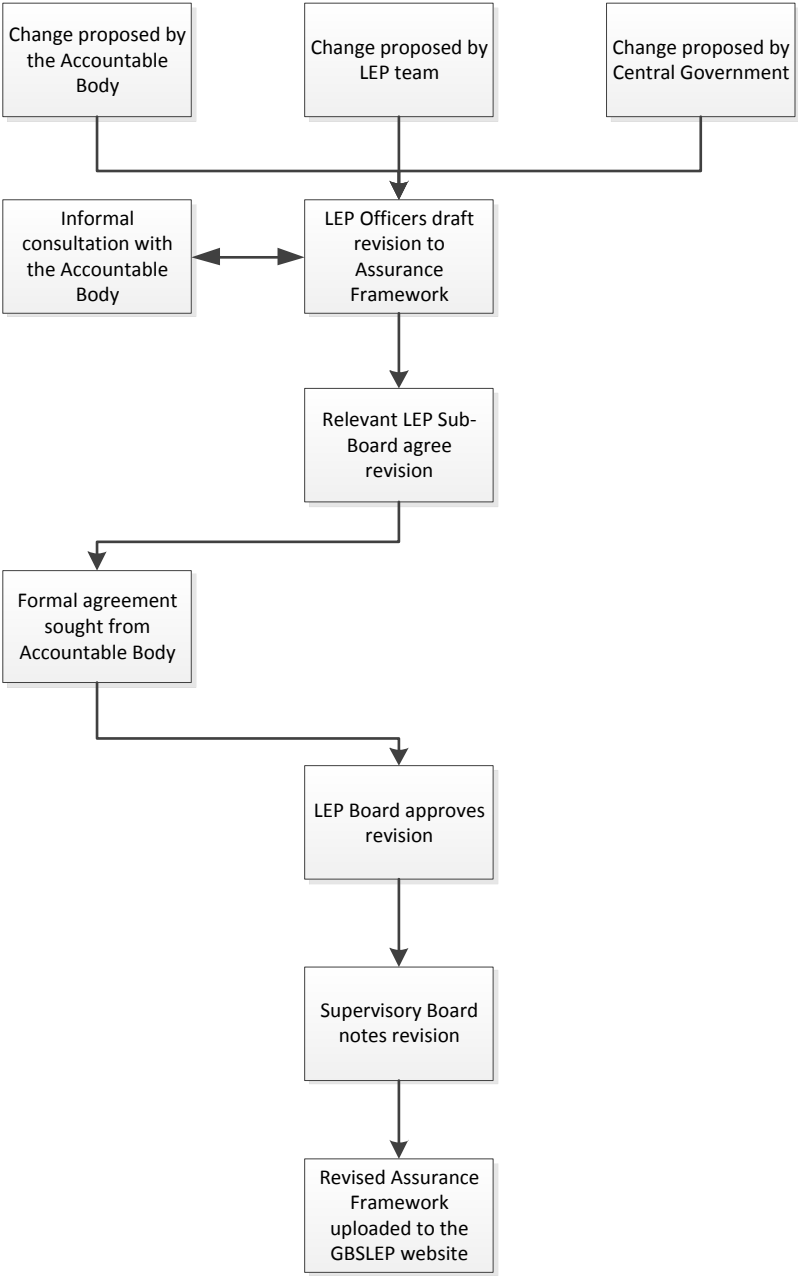 Change proposed by
the Accountable
Body
Change proposed by
LEP team
Change proposed by
Central Government
Informal
consultation with
the Accountable
Body
LEP Officers draft
revision to
Assurance
Framework
Relevant LEP Sub-
Board agree
revision
Formal agreement
sought from
Accountable Body
LEP Board approves
revision
Supervisory Board
notes revision
Revised Assurance
Framework
uploaded to the
GBSLEP website